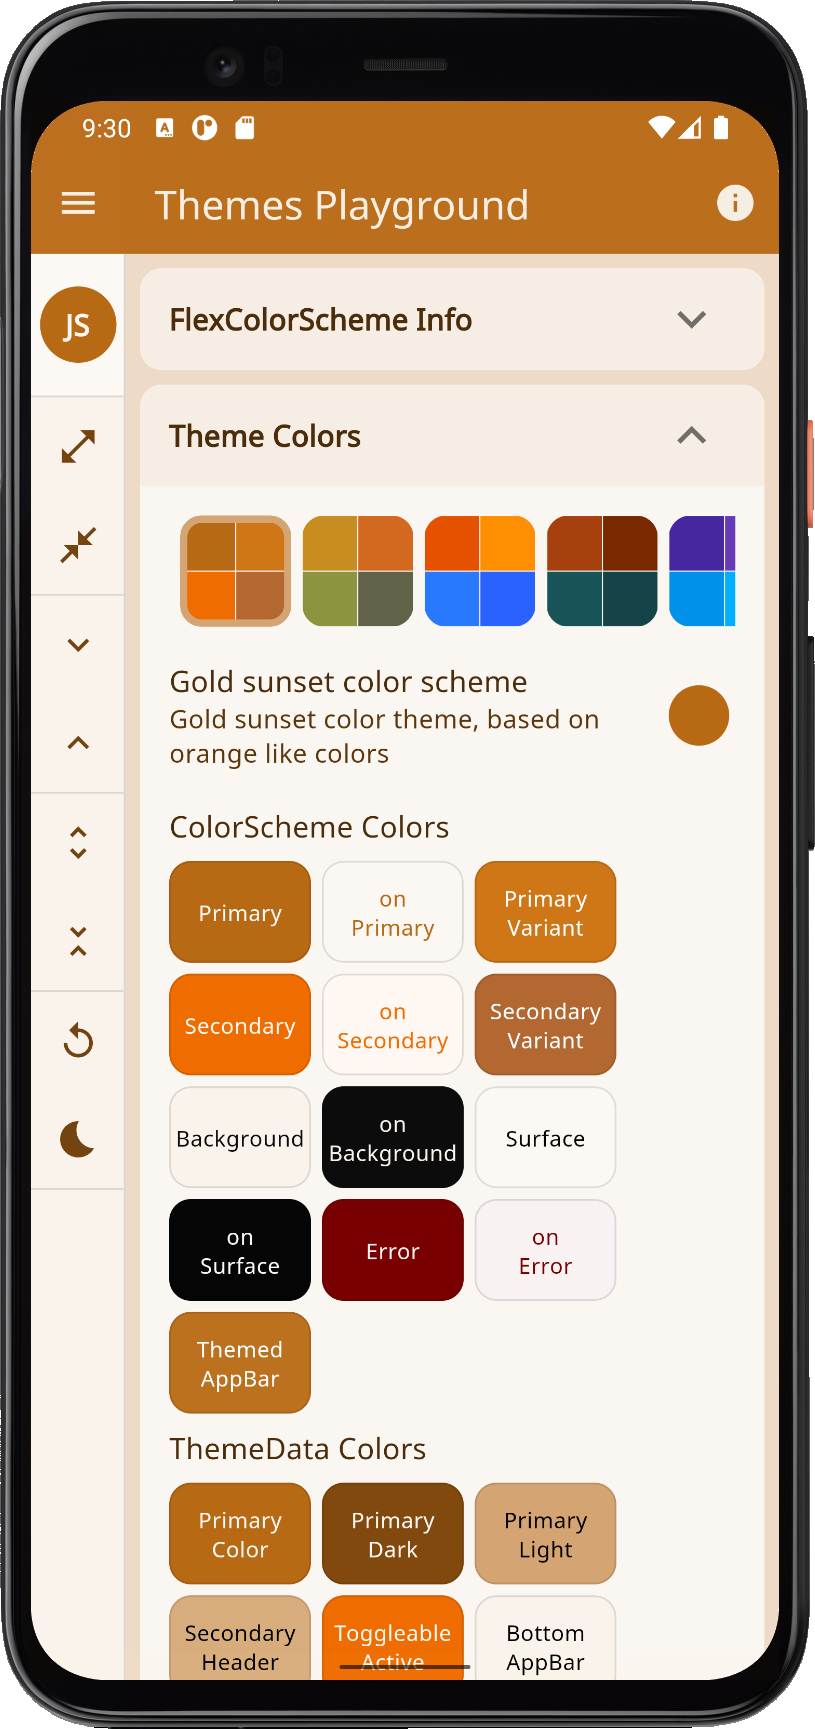 9:30
Themes Playground
JS
FlexColorScheme Info
Theme Colors
Gold sunset color scheme
Gold sunset color theme, based on
orange like colors
ColorScheme Colors
Primary
on
Primary
Primary
Variant
Secondary
on
Secondary
Secondary
Variant
Background
on
Background
Surface
on
Surface
Error
on
Error
Themed
AppBar
ThemeData Colors
Primary
Color
Primary
Dark
Primary
Light
Secondary
Header
Toggleable
Active
Bottom
AppBar